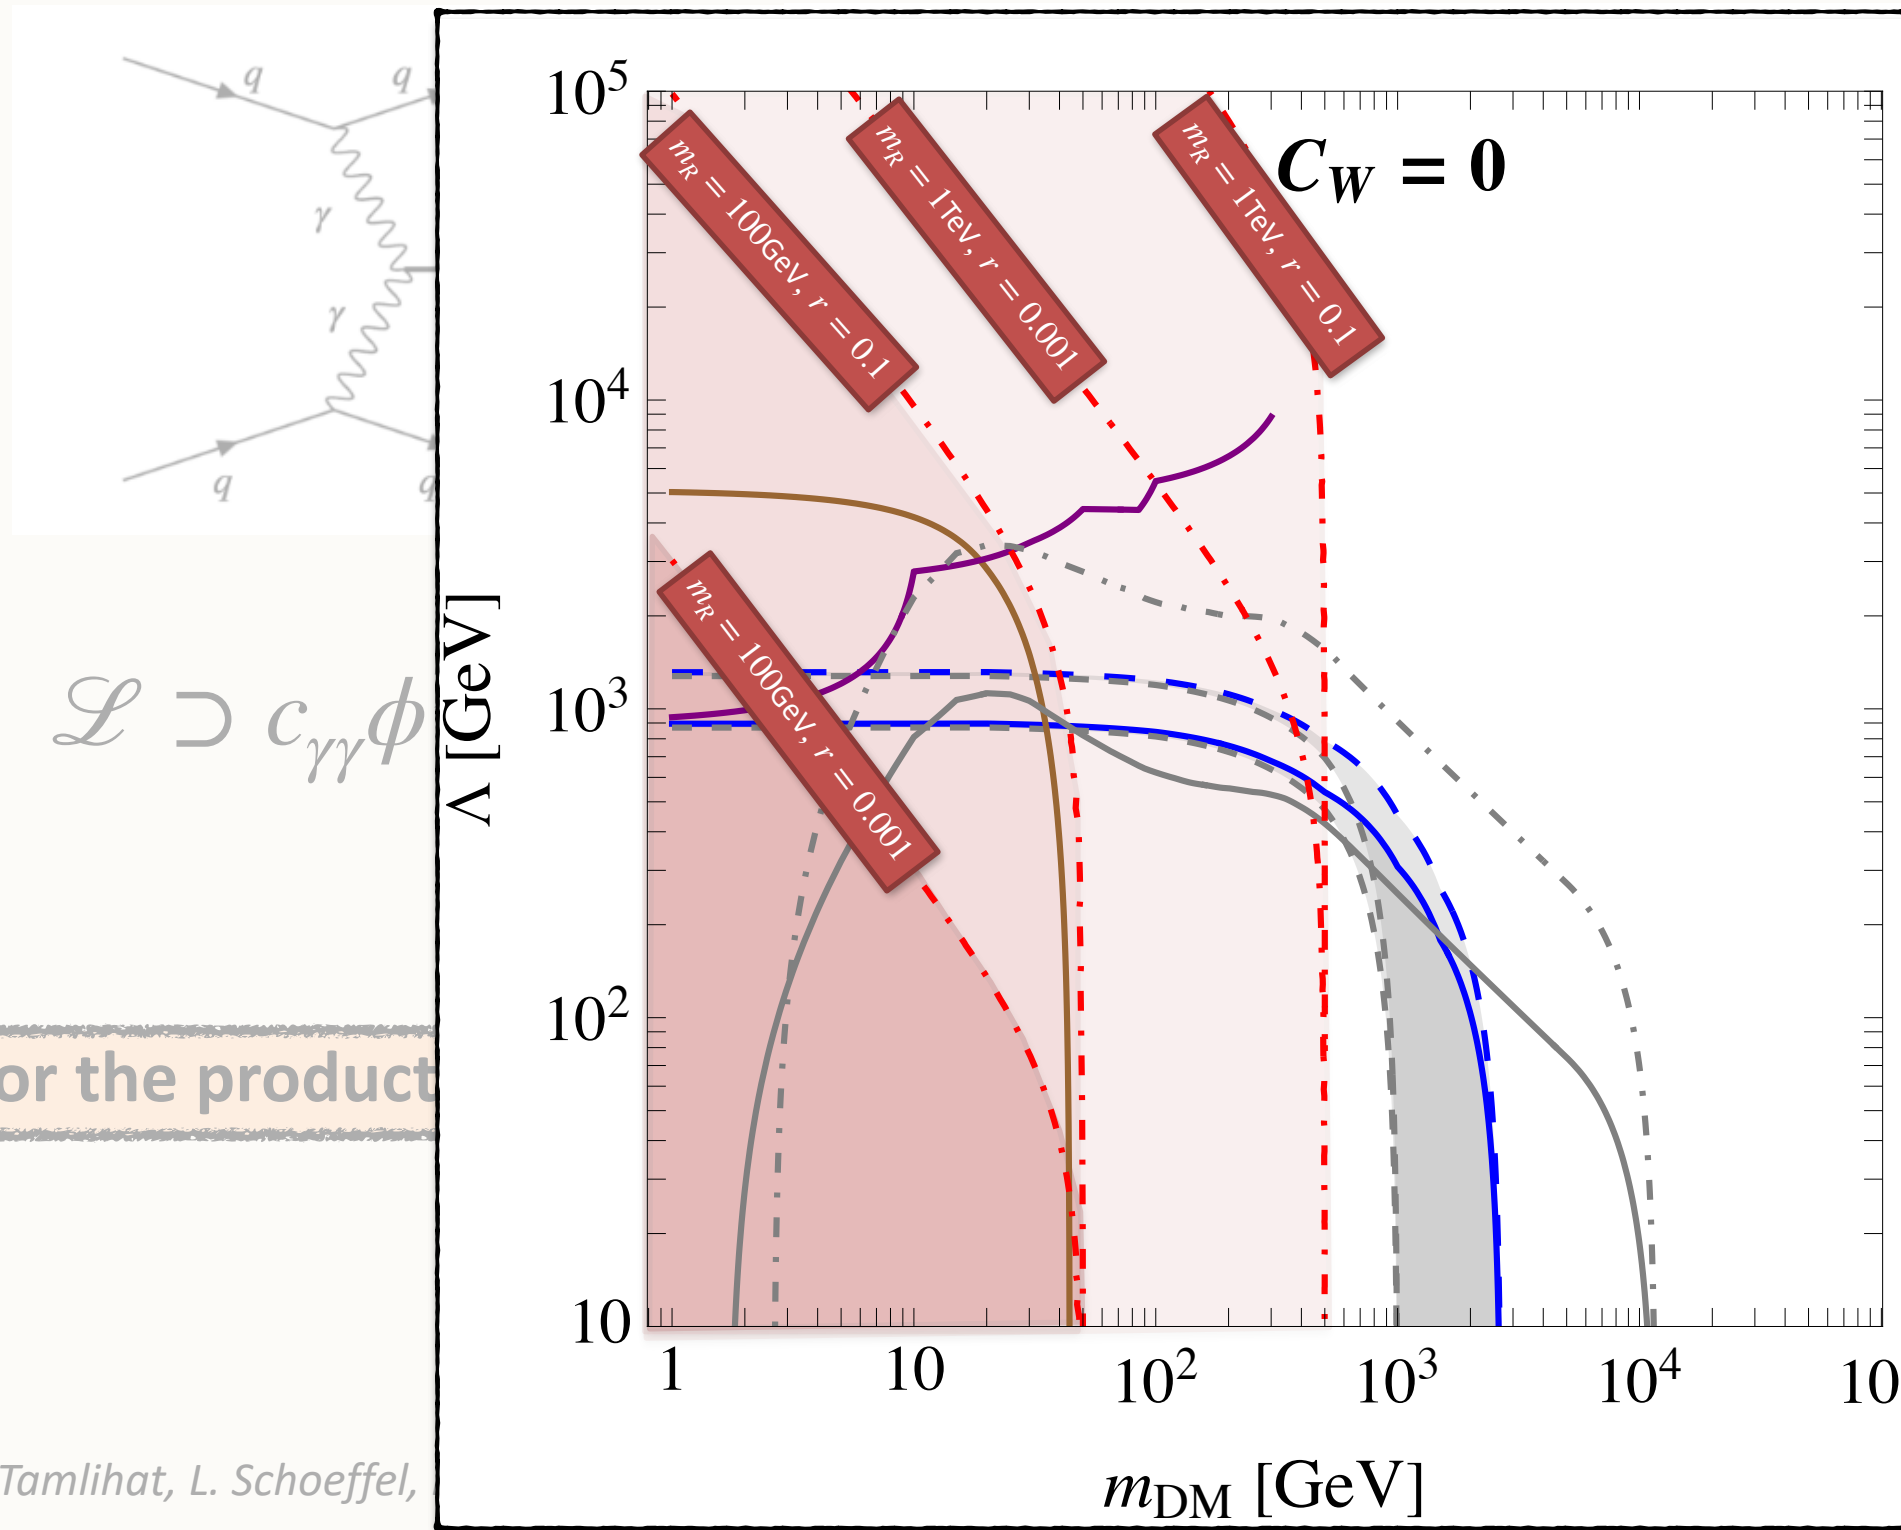 q q
γ
γ
q q
ℒ ⊃ c_γγ ϕ
or the product
Tamlihat, L. Schoeffel,
C_W = 0
m_R = 100GeV, r = 0.1
m_R = 1TeV, r = 0.001
m_R = 1TeV, r = 0.1
m_R = 100GeV, r = 0.001
Λ [GeV]
10^5
10^4
10^3
10^2
10
1 10 10^2 10^3 10^4 10
m_DM [GeV]